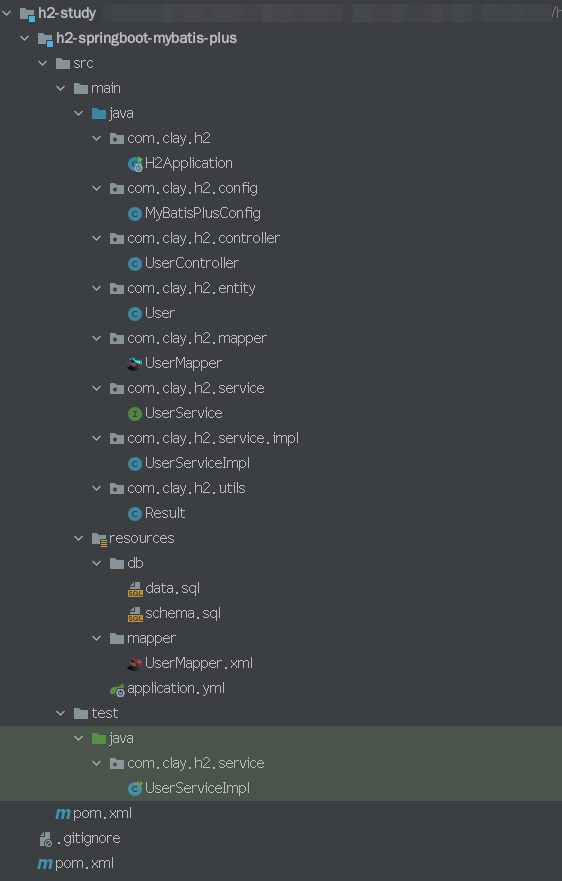 h2-study /h
h2-springboot-mybatis-plus
src
main
java
com.clay.h2
H2Application
com.clay.h2.config
MyBatisPlusConfig
com.clay.h2.controller
UserController
com.clay.h2.entity
User
com.clay.h2.mapper
UserMapper
com.clay.h2.service
UserService
com.clay.h2.service.impl
UserServiceImpl
com.clay.h2.utils
Result
resources
db
data.sql
schema.sql
mapper
UserMapper.xml
application.yml
test
java
com.clay.h2.service
UserServiceImpl
pom.xml
.gitignore
pom.xml